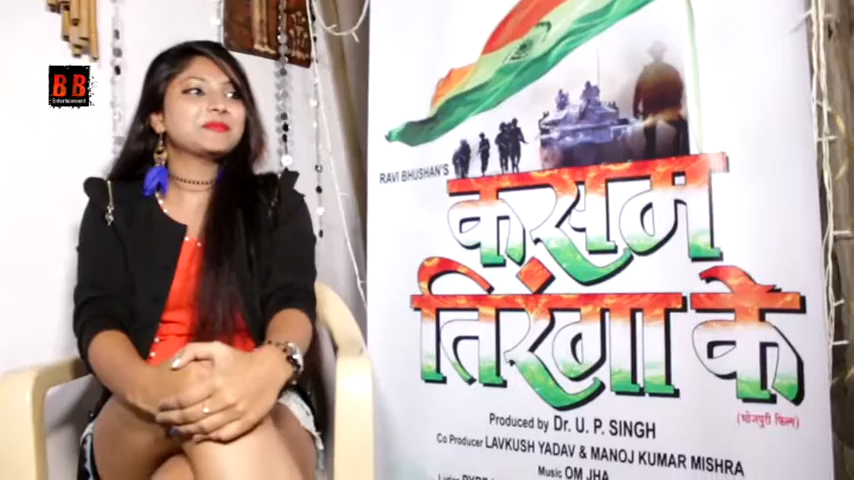 BB
Entertainment
RAVI BHUSHAN'S
कसम
तिरंगा के
(भोजपुरी फिल्म)
Produced by Dr. U. P. SINGH
Co Producer LAVKUSH YADAV & MANOJ KUMAR MISHRA
Music OM JHA